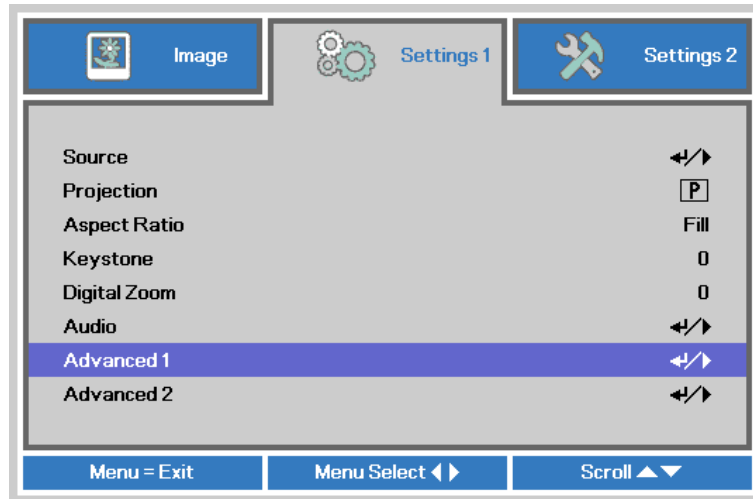 Image
Settings 1
Settings 2
Source
Projection P
Aspect Ratio Fill
Keystone 0
Digital Zoom 0
Audio
Advanced 1
Advanced 2
Menu = Exit
Menu Select
Scroll